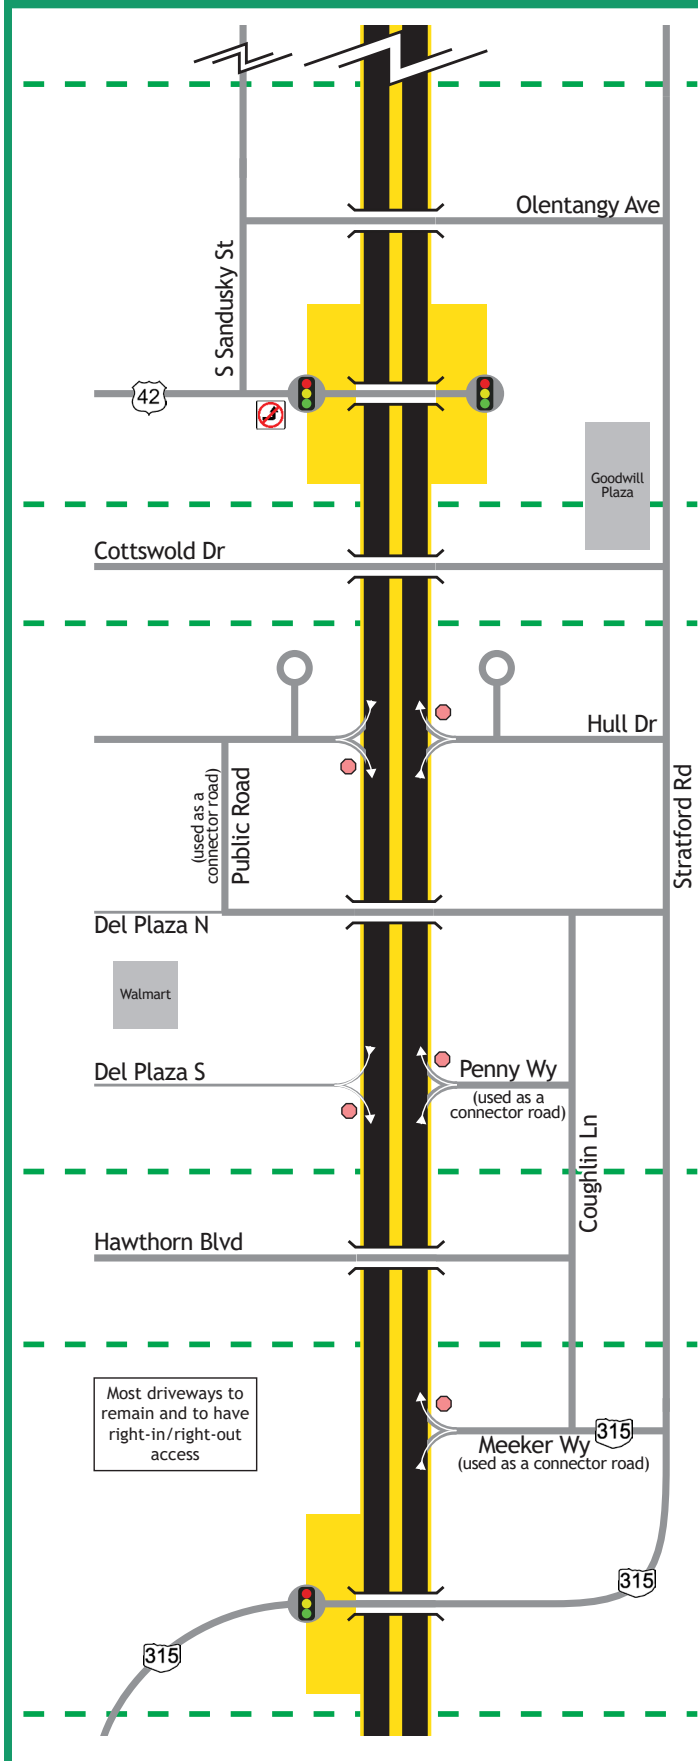 Olentangy Ave
S Sandusky St
42
Goodwill
Plaza
Cottswold Dr
Hull Dr
Stratford Rd
(used as a
connector road)
Public Road
Del Plaza N
Walmart
Del Plaza S
Penny Wy
(used as a
connector road)
Coughlin Ln
Hawthorn Blvd
Most driveways to
remain and to have
right-in/right-out
access
315
Meeker Wy
(used as a connector road)
315
315